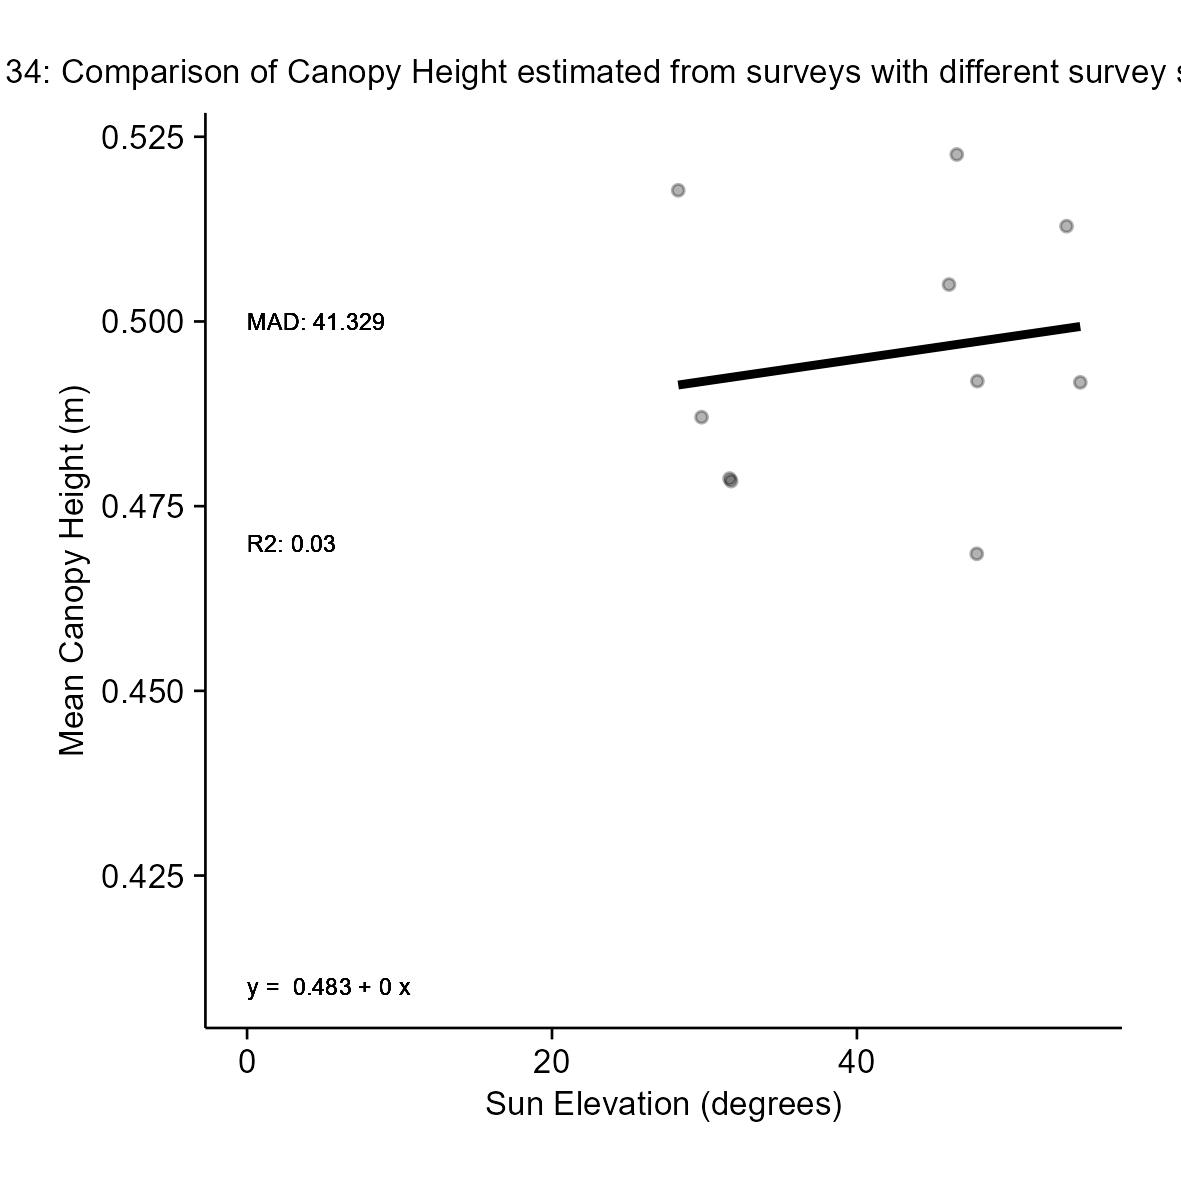 34: Comparison of Canopy Height estimated from surveys with different survey s
0.525
0.500
0.475
0.450
0.425
Mean Canopy Height (m)
MAD: 41.329
R2: 0.03
y =  0.483 + 0 x
0
20
40
Sun Elevation (degrees)